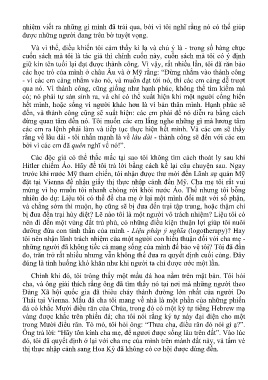 nhiệm viết ra những gì mình đã trải qua, bởi vì tôi nghĩ rằng nó có thể giúp
được những người đang trên bờ tuyệt vọng.
Và vì thế, điều khiến tôi cảm thấy kì lạ và chú ý là - trong số hàng chục
cuốn sách mà tôi là tác giả thì chính cuốn này, cuốn sách mà tôi có ý định
giữ kín tên tuổi lại đạt được thành công. Vì vậy, rất nhiều lần, tôi đã răn bảo
các học trò của mình ở châu Âu và ở Mỹ rằng: "Đừng nhắm vào thành công
- vì các em càng nhắm vào nó, và muốn đạt tới nó, thì các em càng dễ trượt
qua nó. Vì thành công, cũng giống như hạnh phúc, không thể tìm kiếm mà
có; nó phải tự sản sinh ra, và chỉ có thể xuất hiện khi một người cống hiến
hết mình, hoặc sống vì người khác hơn là vì bản thân mình. Hạnh phúc sẽ
đến, và thành công cũng sẽ xuất hiện: các em phải để nó diễn ra bằng cách
đừng quan tâm đến nó. Tôi muốn các em lắng nghe những gì mà lương tâm
các em ra lệnh phải làm và tiếp tục thực hiện hết mình. Và các em sẽ thấy
rằng về lâu dài - tôi nhấn mạnh là về lâu dài - thành công sẽ đến với các em
bởi vì các em đã quên nghĩ về nó!".
Các độc giả có thể thắc mắc tại sao tôi không tìm cách thoát ly sau khi
Hitler chiếm Áo. Hãy để tôi trả lời bằng cách kể lại câu chuyện sau. Ngay
trước khi nước Mỹ tham chiến, tôi nhận được thư mời đến Lãnh sự quán Mỹ
đặt tại Vienna để nhận giấy thị thực nhập cảnh đến Mỹ. Cha mẹ tôi rất vui
mừng vì họ muốn tôi nhanh chóng rời khỏi nước Áo. Thế nhưng tôi bỗng
nhiên do dự: Liệu tôi có thể để cha mẹ ở lại một mình đối mặt với số phận,
và chẳng sớm thì muộn, họ cũng sẽ bị đưa đến trại tập trung, hoặc thậm chí
bị đưa đến trại hủy diệt? Lẽ nào tôi là một người vô trách nhiệm? Liệu tôi có
nên đi đến một vùng đất trù phú, có những điều kiện thuận lợi giúp tôi nuôi
dưỡng đứa con tinh thần của mình - Liệu pháp ý nghĩa (logotherapy)? Hay
tôi nên nhận lãnh trách nhiệm của một người con hiếu thuận đối với cha mẹ -
những người đã không tiếc cả mạng sống của mình để bảo vệ tôi? Tôi đã đắn
đo, trăn trở rất nhiều nhưng vẫn không thể đưa ra quyết định cuối cùng. Đây
đúng là tình huống khó khăn như khi người ta chờ được ước một lần.
Chính khi đó, tôi trông thấy một mẩu đá hoa nằm trên mặt bàn. Tôi hỏi
cha, và ông giải thích rằng ông đã tìm thấy nó tại nơi mà những người theo
Đảng Xã hội quốc gia đã thiêu cháy thánh đường lớn nhất của người Do
Thái tại Vienna. Mẩu đá cha tôi mang về nhà là một phần của những phiến
đá có khắc Mười điều răn của Chúa, trong đó có một ký tự tiếng Hebrew mạ
vàng được khắc trên phiến đá; cha tôi nói rằng ký tự này đại diện cho một
trong Mười điều răn. Tò mò, tôi hỏi ông: "Thưa cha, điều răn đó nói gì ạ?".
Ông trả lời: "Hãy tôn kính cha mẹ, để ngươi được sống lâu trên đất". Vào lúc
đó, tôi đã quyết định ở lại với cha mẹ của mình trên mảnh đất này, và tấm vé
thị thực nhập cảnh sang Hoa Kỳ đã không có cơ hội được dùng đến.